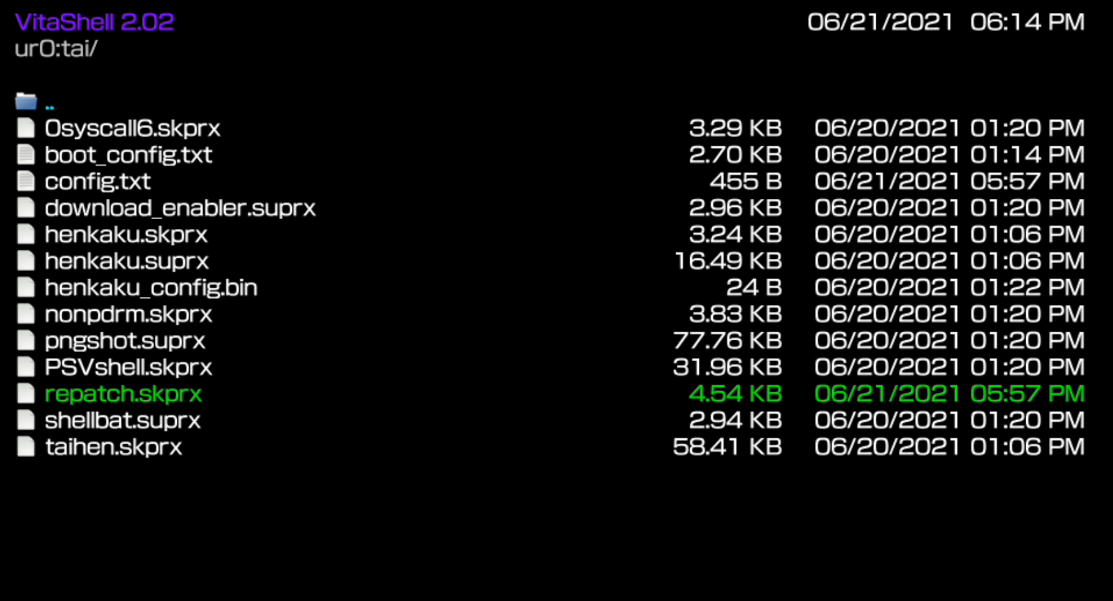 VitaShell 2.02 06/21/2021 06:14 PM
ur0:tai/
..
0syscall6.skprx 3.29 KB 06/20/2021 01:20 PM
boot_config.txt 2.70 KB 06/20/2021 01:14 PM
config.txt 455 B 06/21/2021 05:57 PM
download_enabler.suprx 2.96 KB 06/20/2021 01:20 PM
henkaku.skprx 3.24 KB 06/20/2021 01:06 PM
henkaku.suprx 16.49 KB 06/20/2021 01:06 PM
henkaku_config.bin 24 B 06/20/2021 01:22 PM
nonpdrm.skprx 3.83 KB 06/20/2021 01:20 PM
pngshot.suprx 77.76 KB 06/20/2021 01:20 PM
PSVshell.skprx 31.96 KB 06/20/2021 01:20 PM
repatch.skprx 4.54 KB 06/21/2021 05:57 PM
shellbat.suprx 2.94 KB 06/20/2021 01:20 PM
taihen.skprx 58.41 KB 06/20/2021 01:06 PM